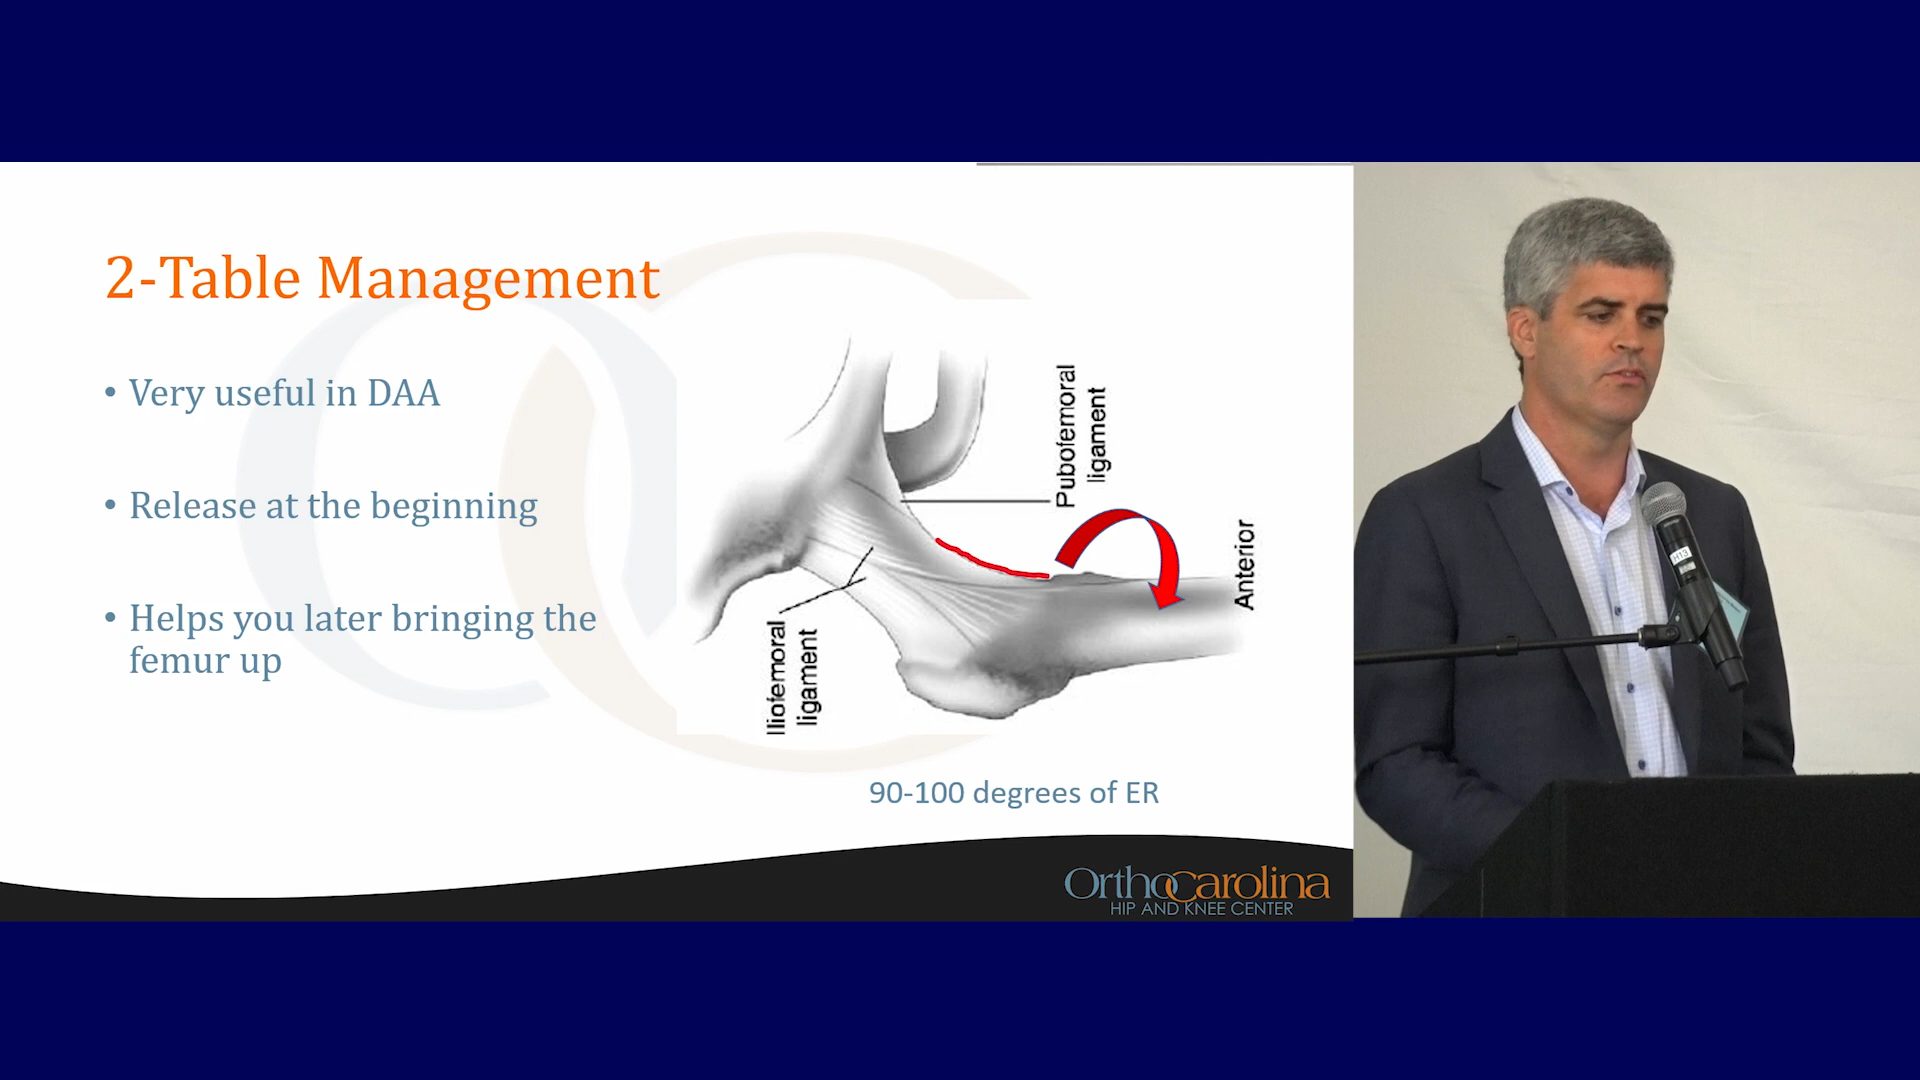 2-Table Management
• Very useful in DAA
• Release at the beginning
• Helps you later bringing the
femur up
Pubofemoral
ligament
Anterior
Iliofemoral
ligament
90-100 degrees of ER
OrthoCarolina
HIP AND KNEE CENTER
H13